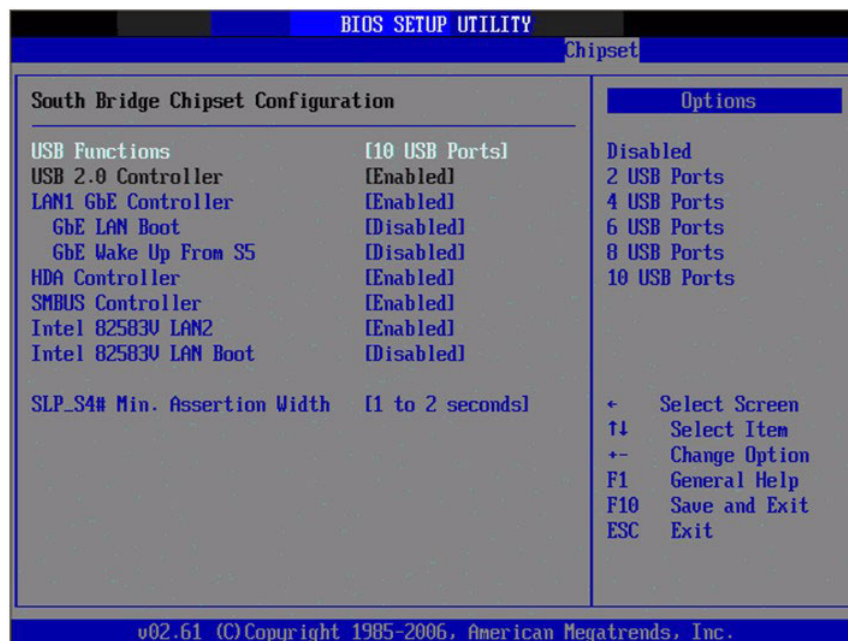 BIOS SETUP UTILITY
Chipset
South Bridge Chipset Configuration
USB Functions [10 USB Ports]
USB 2.0 Controller [Enabled]
LAN1 GbE Controller [Enabled]
GbE LAN Boot [Disabled]
GbE Wake Up From S5 [Disabled]
HDA Controller [Enabled]
SMBUS Controller [Enabled]
Intel 82583V LAN2 [Enabled]
Intel 82583V LAN Boot [Disabled]
SLP_S4# Min. Assertion Width [1 to 2 seconds]
Options
Disabled
2 USB Ports
4 USB Ports
6 USB Ports
8 USB Ports
10 USB Ports
← Select Screen
↑↓ Select Item
+- Change Option
F1 General Help
F10 Save and Exit
ESC Exit
v02.61 (C)Copyright 1985-2006, American Megatrends, Inc.